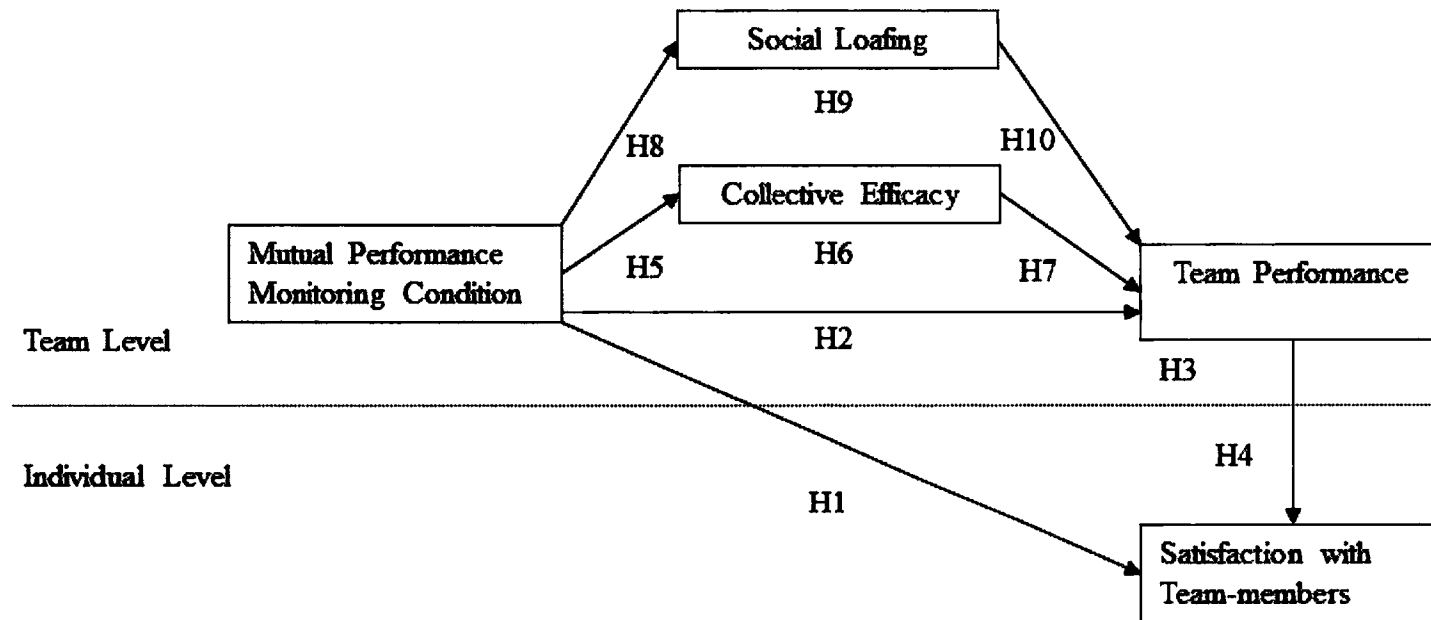 Social Loafing
H9
H10
H8
Collective Efficacy
Mutual Performance
Monitoring Condition
H5
H6
H7
Team Performance
H2
Team Level
H3
H4
Individual Level
H1
Satisfaction with
Team-members